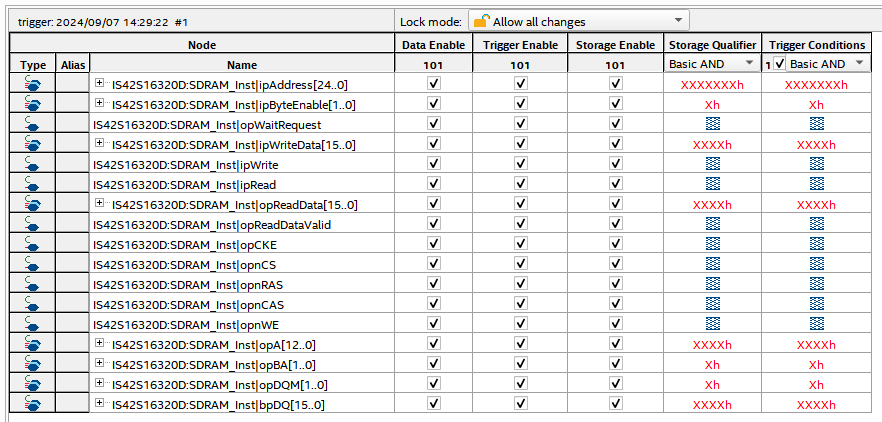 trigger: 2024/09/07 14:29:22 #1 Lock mode: Allow all changes
Node Data Enable Trigger Enable Storage Enable Storage Qualifier Trigger Conditions
Type Alias Name 101 101 101 Basic AND 1 Basic AND
IS42S16320D:SDRAM_Inst|ipAddress[24..0] XXXXXXXh XXXXXXXh
IS42S16320D:SDRAM_Inst|ipByteEnable[1..0] Xh Xh
IS42S16320D:SDRAM_Inst|opWaitRequest
IS42S16320D:SDRAM_Inst|ipWriteData[15..0] XXXXh XXXXh
IS42S16320D:SDRAM_Inst|ipWrite
IS42S16320D:SDRAM_Inst|ipRead
IS42S16320D:SDRAM_Inst|opReadData[15..0] XXXXh XXXXh
IS42S16320D:SDRAM_Inst|opReadDataValid
IS42S16320D:SDRAM_Inst|opCKE
IS42S16320D:SDRAM_Inst|opnCS
IS42S16320D:SDRAM_Inst|opnRAS
IS42S16320D:SDRAM_Inst|opnCAS
IS42S16320D:SDRAM_Inst|opnWE
IS42S16320D:SDRAM_Inst|opA[12..0] XXXXh XXXXh
IS42S16320D:SDRAM_Inst|opBA[1..0] Xh Xh
IS42S16320D:SDRAM_Inst|opDQM[1..0] Xh Xh
IS42S16320D:SDRAM_Inst|bpDQ[15..0] XXXXh XXXXh